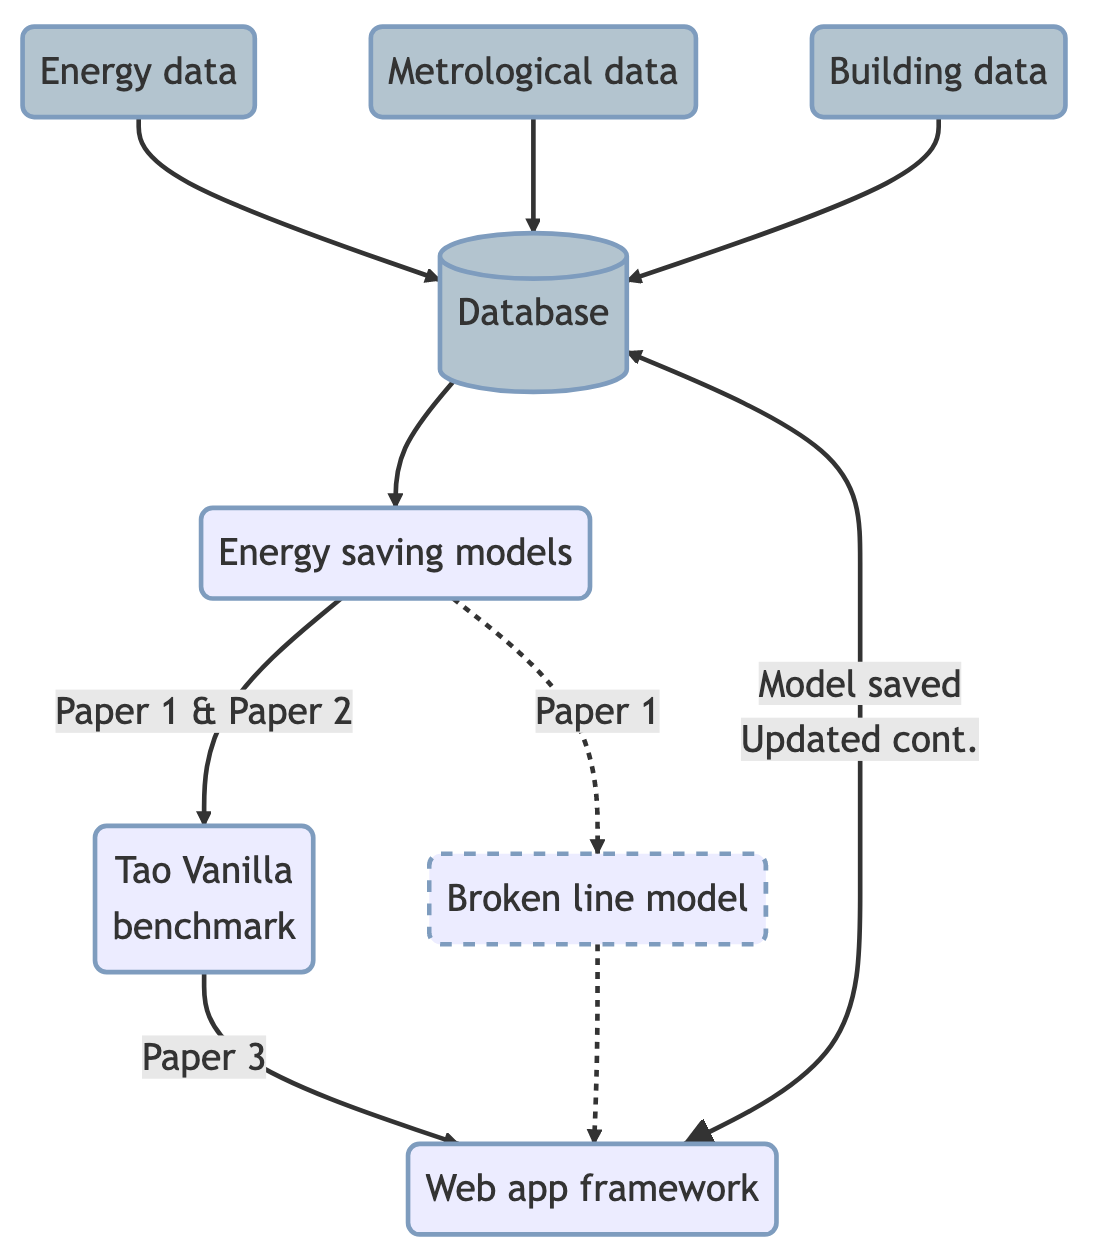 Energy data
Metrological data
Building data
Database
Energy saving models
Model saved
Paper 1 & Paper 2
Paper 1
Updated cont.
Tao Vanilla
benchmark
Broken line model
Paper 3
Web app framework